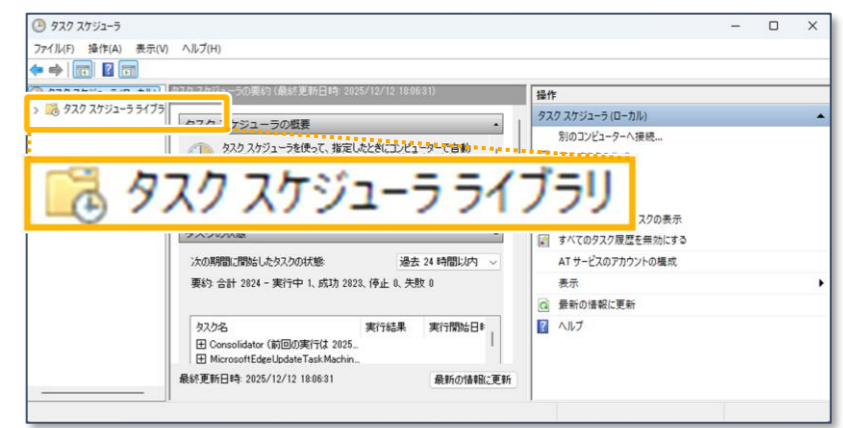 タスク スケジューラ
ファイル(F) 操作(A) 表示(V) ヘルプ(H)
タスク スケジューラの要約 (最終更新日時: 2025/12/12 18:06:31)
タスク スケジューラ ライブラ
タスク スケジューラの概要
タスク スケジューラを使って、指定したときにコンピューターで自動
タスク スケジューラ ライブラリ
次の期間に開始したタスクの状態:
過去 24 時間以内
要約: 合計 2824 - 実行中 1、成功 2823、停止 0、失敗 0
タスク名 実行結果 実行開始日
Consolidator (前回の実行は 2025...
MicrosoftEdgeUpdateTaskMachin...
最終更新日時: 2025/12/12 18:06:31
最新の情報に更新
操作
タスク スケジューラ (ローカル)
別のコンピューターへ接続...
スクの表示
すべてのタスク履歴を無効にする
AT サービスのアカウントの構成
表示
最新の情報に更新
ヘルプ